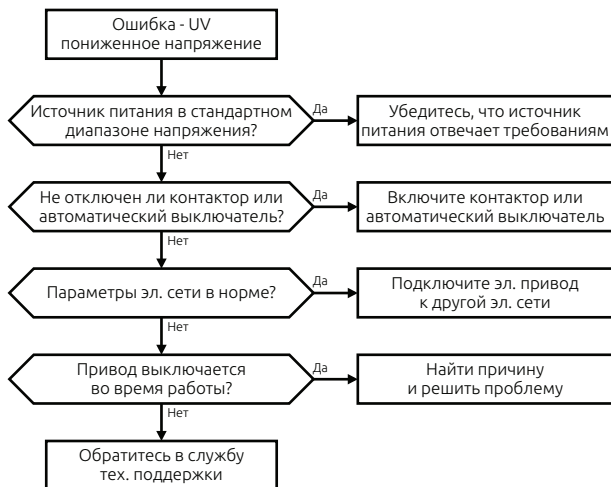 Ошибка - UV
пониженное напряжение
Источник питания в стандартном
диапазоне напряжения?
Да
Убедитесь, что источник
питания отвечает требованиям
Нет
Не отключен ли контактор или
автоматический выключатель?
Да
Включите контактор или
автоматический выключатель
Нет
Параметры эл. сети в норме?
Да
Подключите эл. привод
к другой эл. сети
Нет
Привод выключается
во время работы?
Да
Найти причину
и решить проблему
Нет
Обратитесь в службу
тех. поддержки